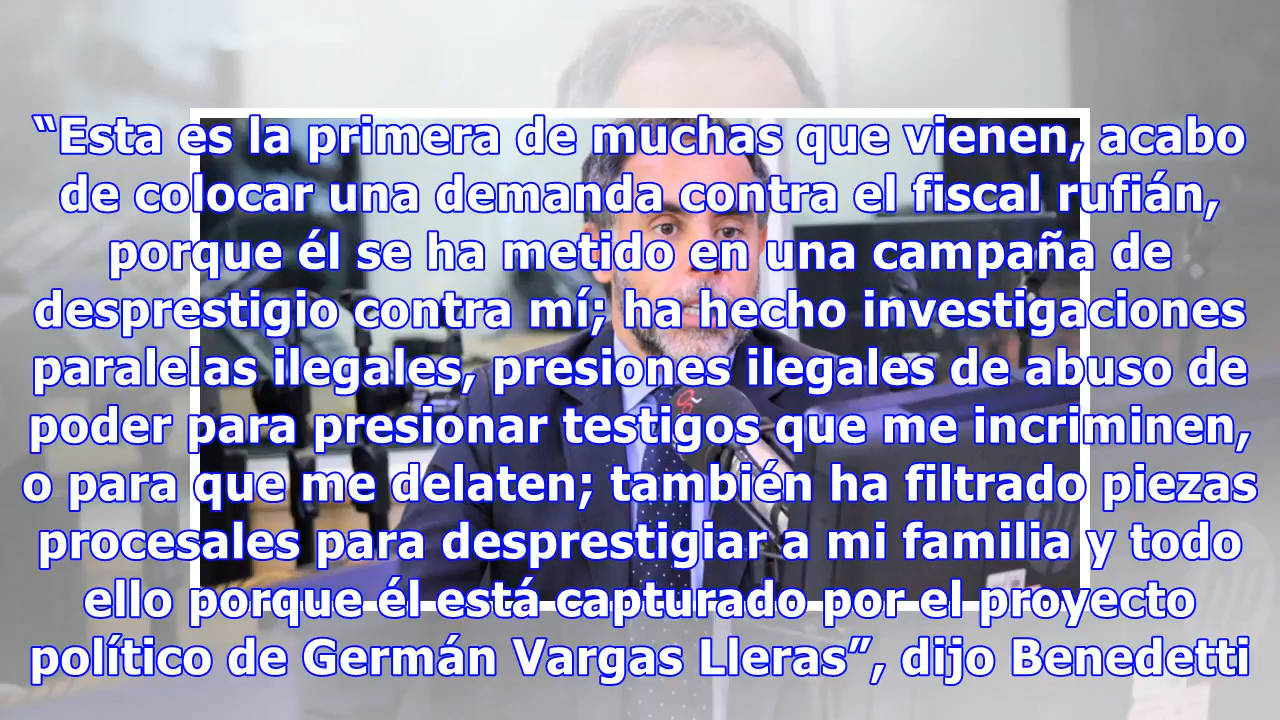 “Esta es la primera de muchas que vienen, acabo
de colocar una demanda contra el fiscal rufián,
porque él se ha metido en una campaña de
desprestigio contra mí; ha hecho investigaciones
paralelas ilegales, presiones ilegales de abuso de
poder para presionar testigos que me incriminen,
o para que me delaten; también ha filtrado piezas
procesales para desprestigiar a mi familia y todo
ello porque él está capturado por el proyecto
político de Germán Vargas Lleras”, dijo Benedetti